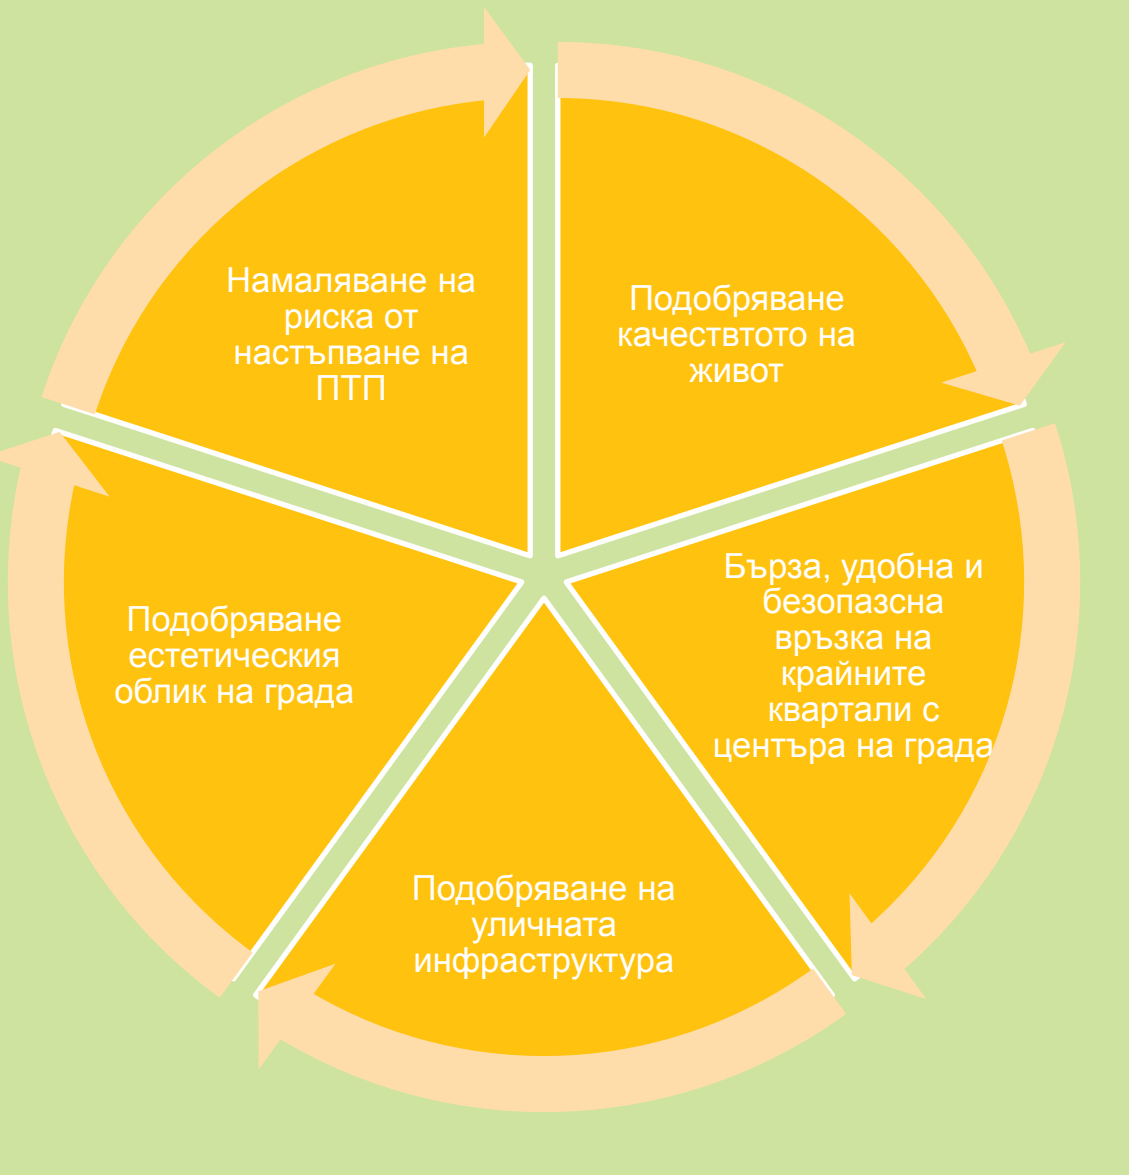 Намаляване на
риска от
настъпване на
ПТП
Подобряване
качествтото на
живот
Бърза, удобна и
безопазсна
връзка на
крайните
квартали с
центъра на града
Подобряване на
уличната
инфраструктура
Подобряване
естетическия
облик на града